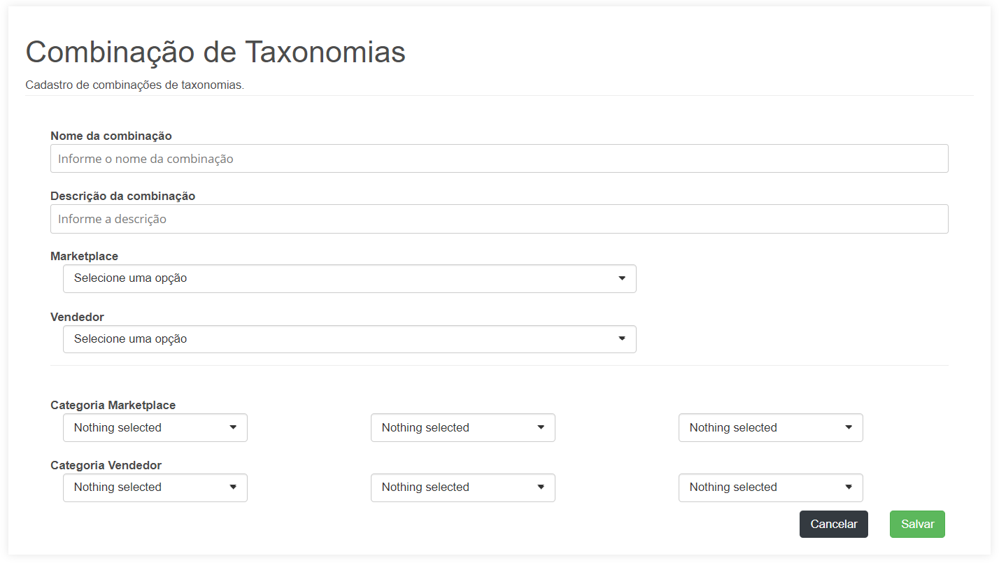 Combinação de Taxonomias
Cadastro de combinações de taxonomias.
Nome da combinação
Informe o nome da combinação
Descrição da combinação
Informe a descrição
Marketplace
Selecione uma opção
Vendedor
Selecione uma opção
Categoria Marketplace
Nothing selected Nothing selected Nothing selected
Categoria Vendedor
Nothing selected Nothing selected Nothing selected
Cancelar Salvar